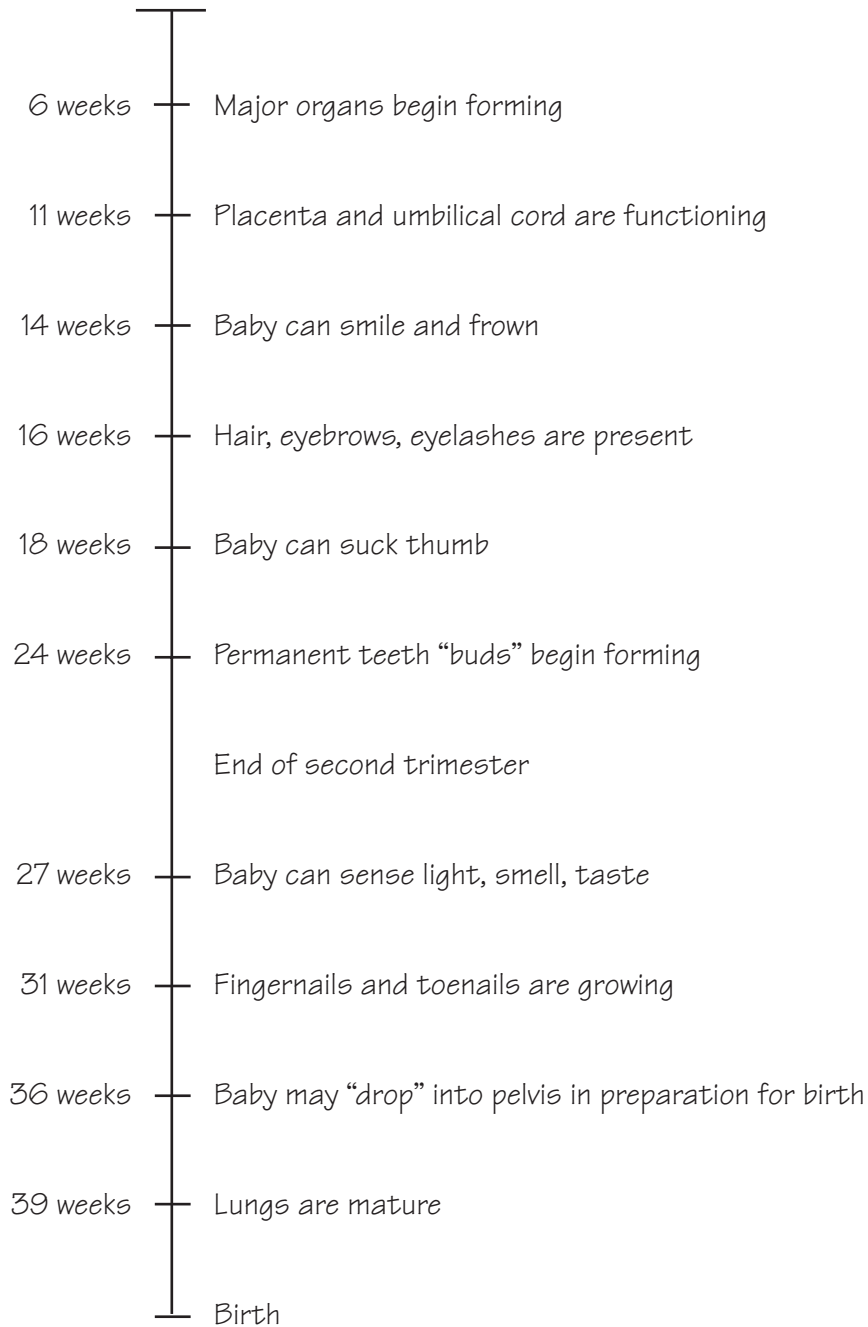 6 weeks Major organs begin forming
11 weeks Placenta and umbilical cord are functioning
14 weeks Baby can smile and frown
16 weeks Hair, eyebrows, eyelashes are present
18 weeks Baby can suck thumb
24 weeks Permanent teeth “buds” begin forming
End of second trimester
27 weeks Baby can sense light, smell, taste
31 weeks Fingernails and toenails are growing
36 weeks Baby may “drop” into pelvis in preparation for birth
39 weeks Lungs are mature
Birth